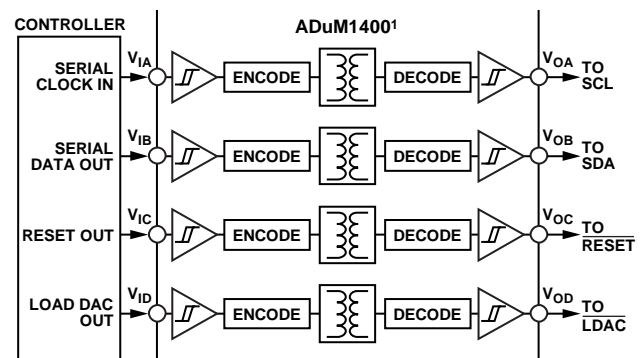 CONTROLLER
ADuM1400¹
SERIAL CLOCK IN
V_IA
ENCODE
DECODE
V_OA
TO SCL
SERIAL DATA OUT
V_IB
ENCODE
DECODE
V_OB
TO SDA
RESET OUT
V_IC
ENCODE
DECODE
V_OC
TO RESET
LOAD DAC OUT
V_ID
ENCODE
DECODE
V_OD
TO LDAC